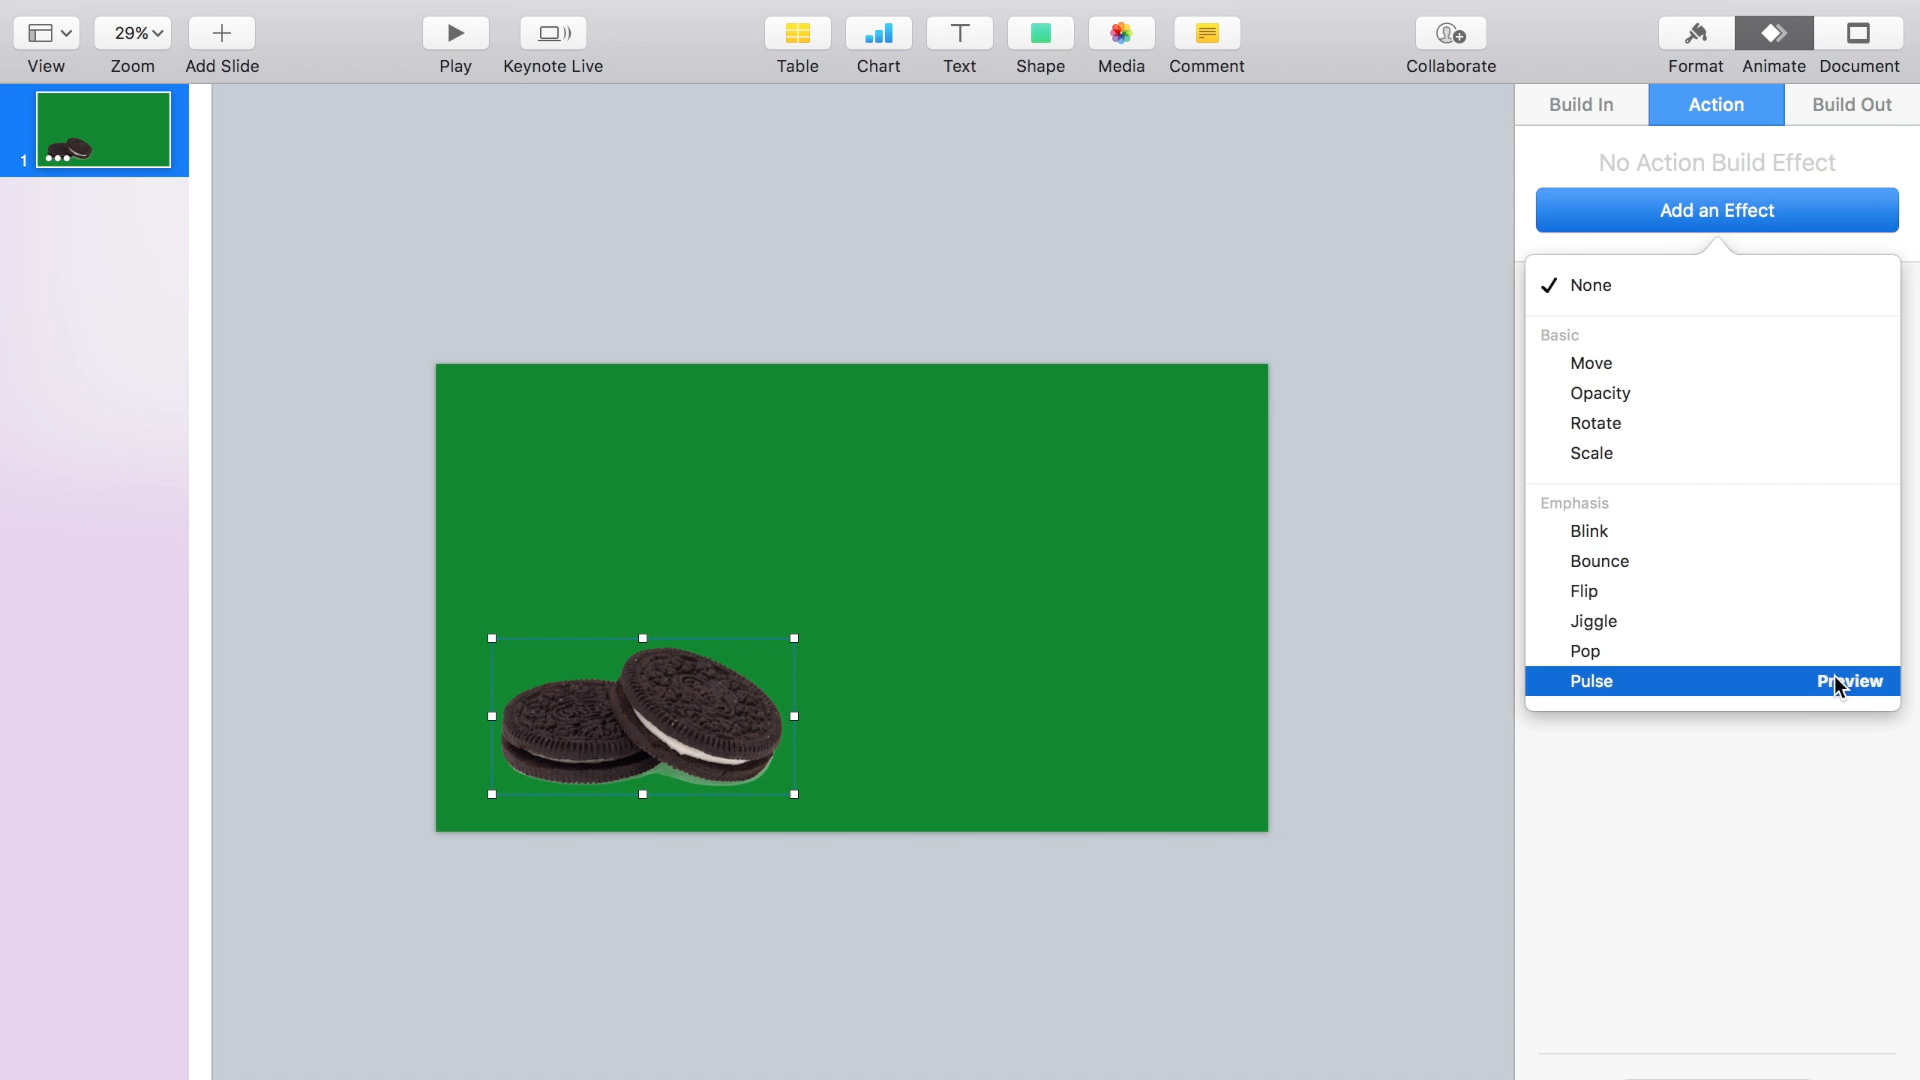 29%
View
Zoom
Add Slide
Play
Keynote Live
Table
Chart
Text
Shape
Media
Comment
Collaborate
Format
Animate
Document
1
Build In
Action
Build Out
No Action Build Effect
Add an Effect
None
Basic
Move
Opacity
Rotate
Scale
Emphasis
Blink
Bounce
Flip
Jiggle
Pop
Pulse
Preview